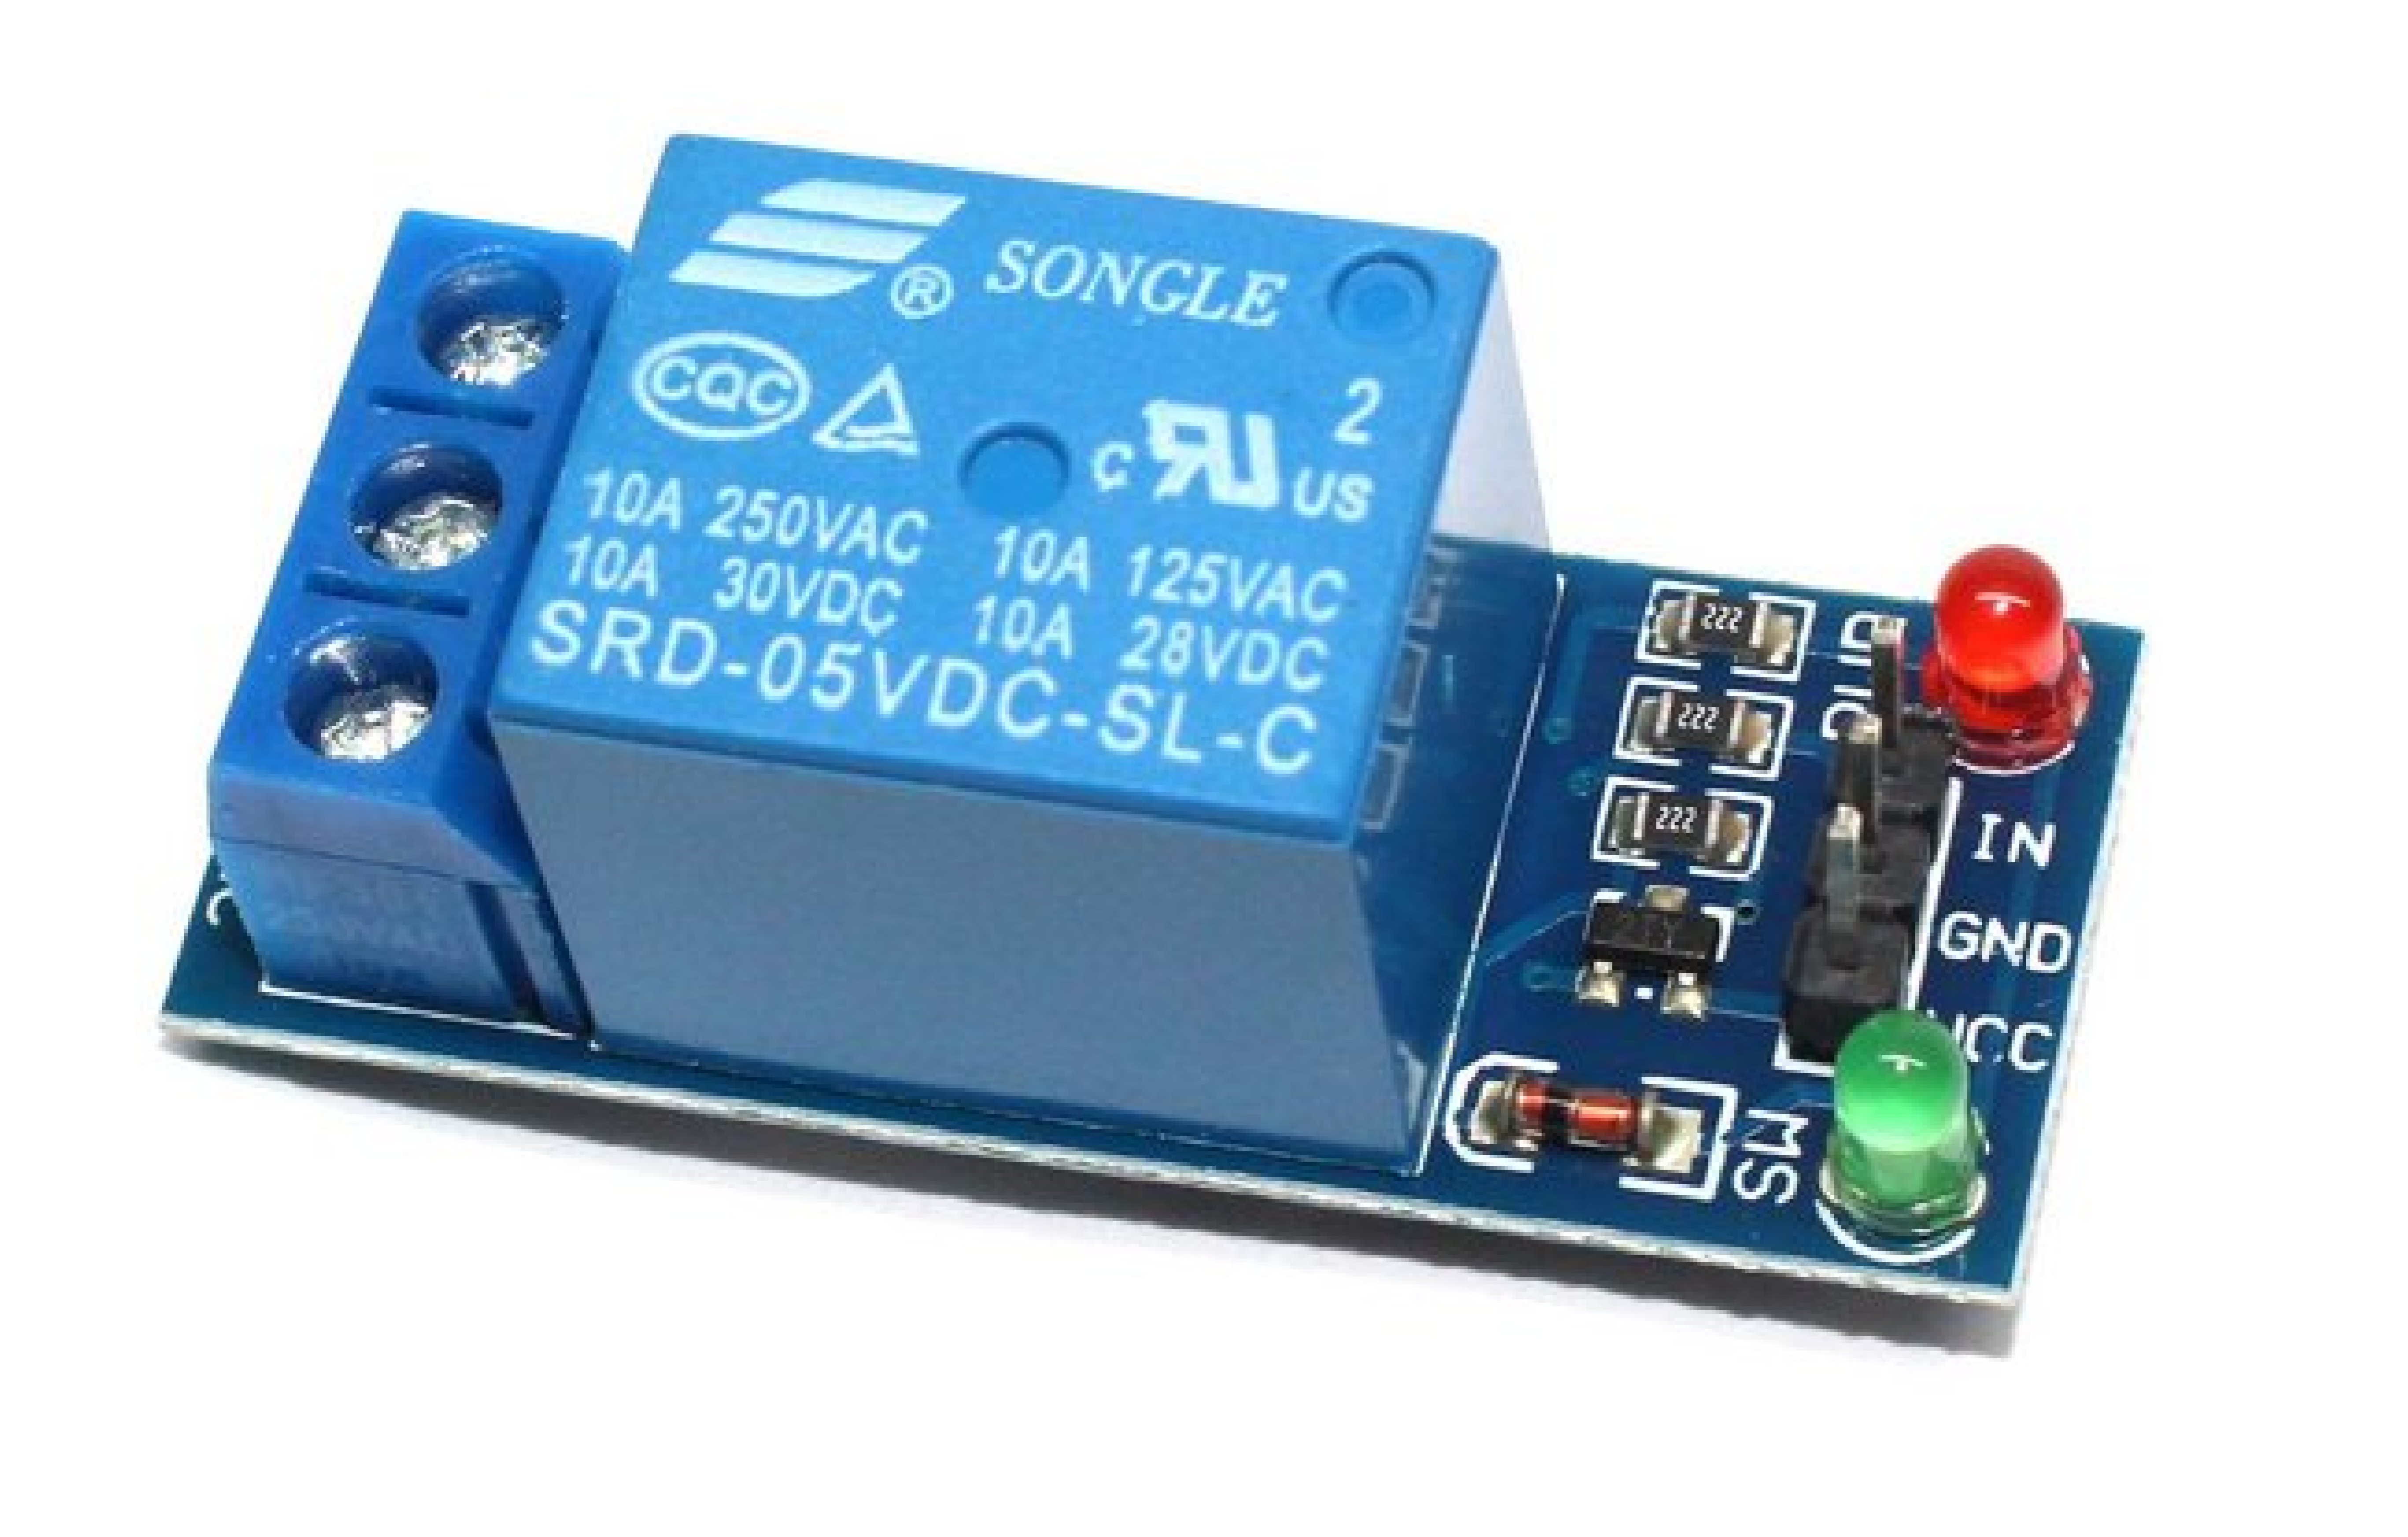 ® SONGLE
CQC
2
c RU US
10A 250VAC 10A 125VAC
10A 30VDC 10A 28VDC
SRD-05VDC-SL-C
222
222
222
IN
GND
VCC